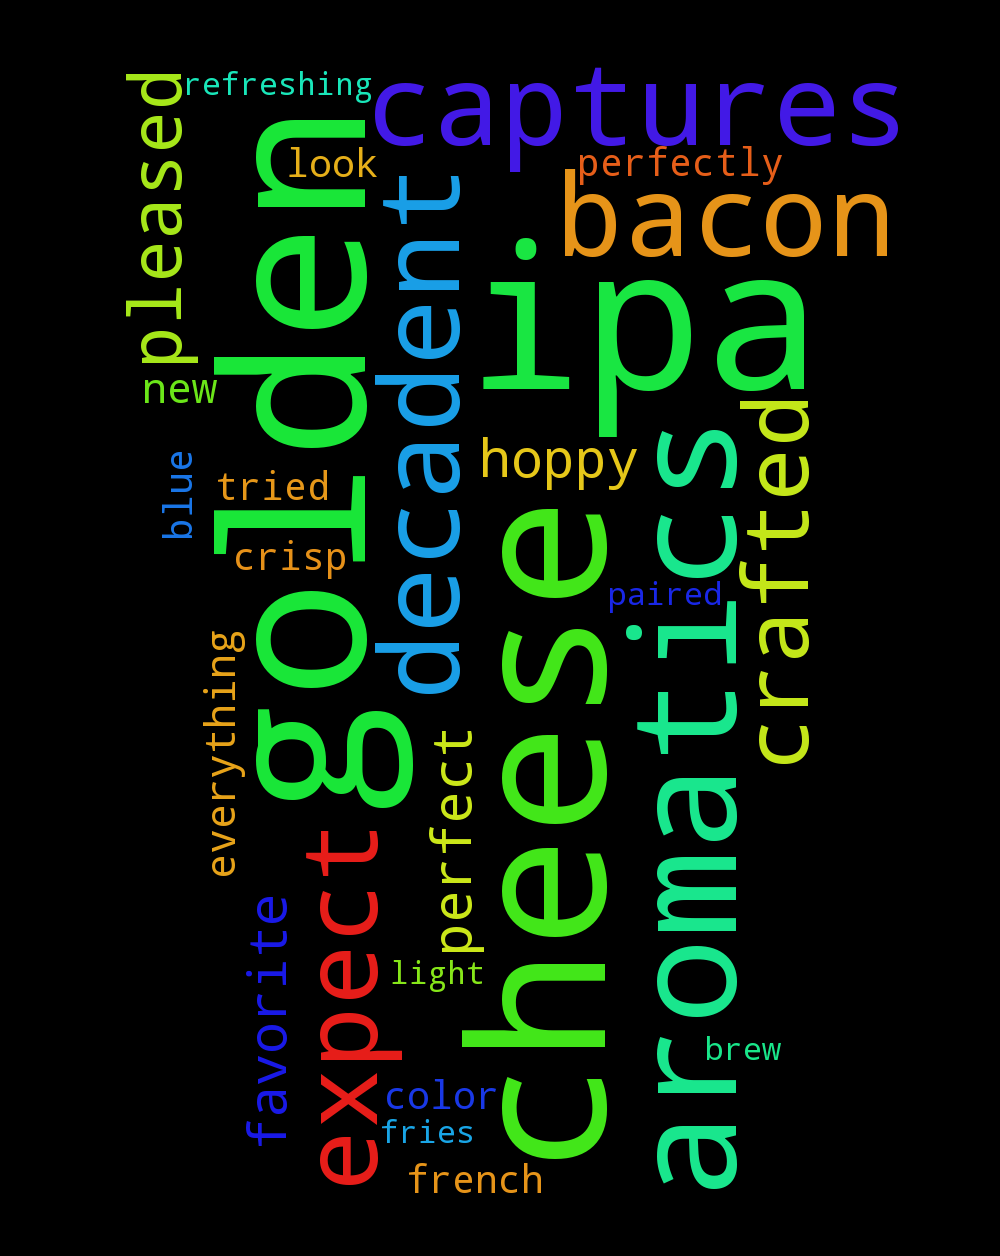 refreshing
captures
pleased
look
perfectly
golden
decadent
bacon
ipa
new
crafted
hoppy
aromatics
blue
tried
cheese
crisp
paired
everything
perfect
expect
favorite
light
brew
color
fries
french